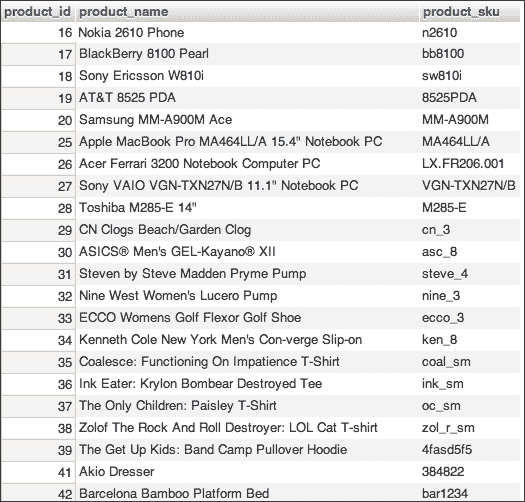 product_id product_name product_sku
16 Nokia 2610 Phone n2610
17 BlackBerry 8100 Pearl bb8100
18 Sony Ericsson W810i sw810i
19 AT&T 8525 PDA 8525PDA
20 Samsung MM-A900M Ace MM-A900M
25 Apple MacBook Pro MA464LL/A 15.4" Notebook PC MA464LL/A
26 Acer Ferrari 3200 Notebook Computer PC LX.FR206.001
27 Sony VAIO VGN-TXN27N/B 11.1" Notebook PC VGN-TXN27N/B
28 Toshiba M285-E 14" M285-E
29 CN Clogs Beach/Garden Clog cn_3
30 ASICS® Men's GEL-Kayano® XII asc_8
31 Steven by Steve Madden Pryme Pump steve_4
32 Nine West Women's Lucero Pump nine_3
33 ECCO Womens Golf Flexor Golf Shoe ecco_3
34 Kenneth Cole New York Men's Con-verge Slip-on ken_8
35 Coalesce: Functioning On Impatience T-Shirt coal_sm
36 Ink Eater: Krylon Bombear Destroyed Tee ink_sm
37 The Only Children: Paisley T-Shirt oc_sm
38 Zolof The Rock And Roll Destroyer: LOL Cat T-shirt zol_r_sm
39 The Get Up Kids: Band Camp Pullover Hoodie 4fasd5f5
41 Akio Dresser 384822
42 Barcelona Bamboo Platform Bed bar1234